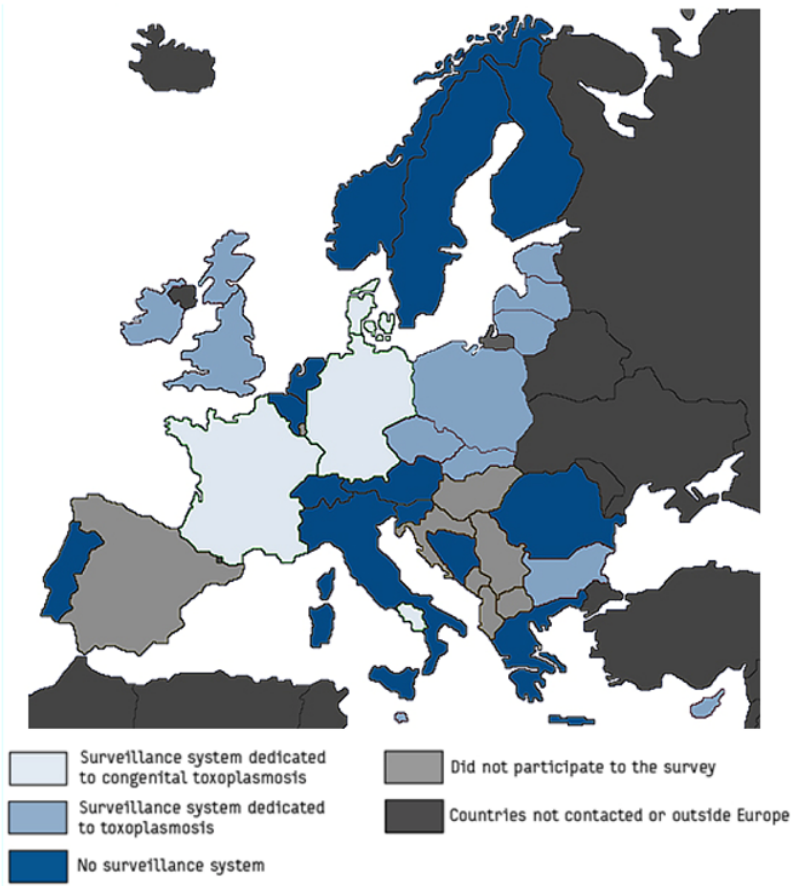 Surveillance system dedicated
to congenital toxoplasmosis
Surveillance system dedicated
to toxoplasmosis
No surveillance system
Did not participate to the survey
Countries not contacted or outside Europe